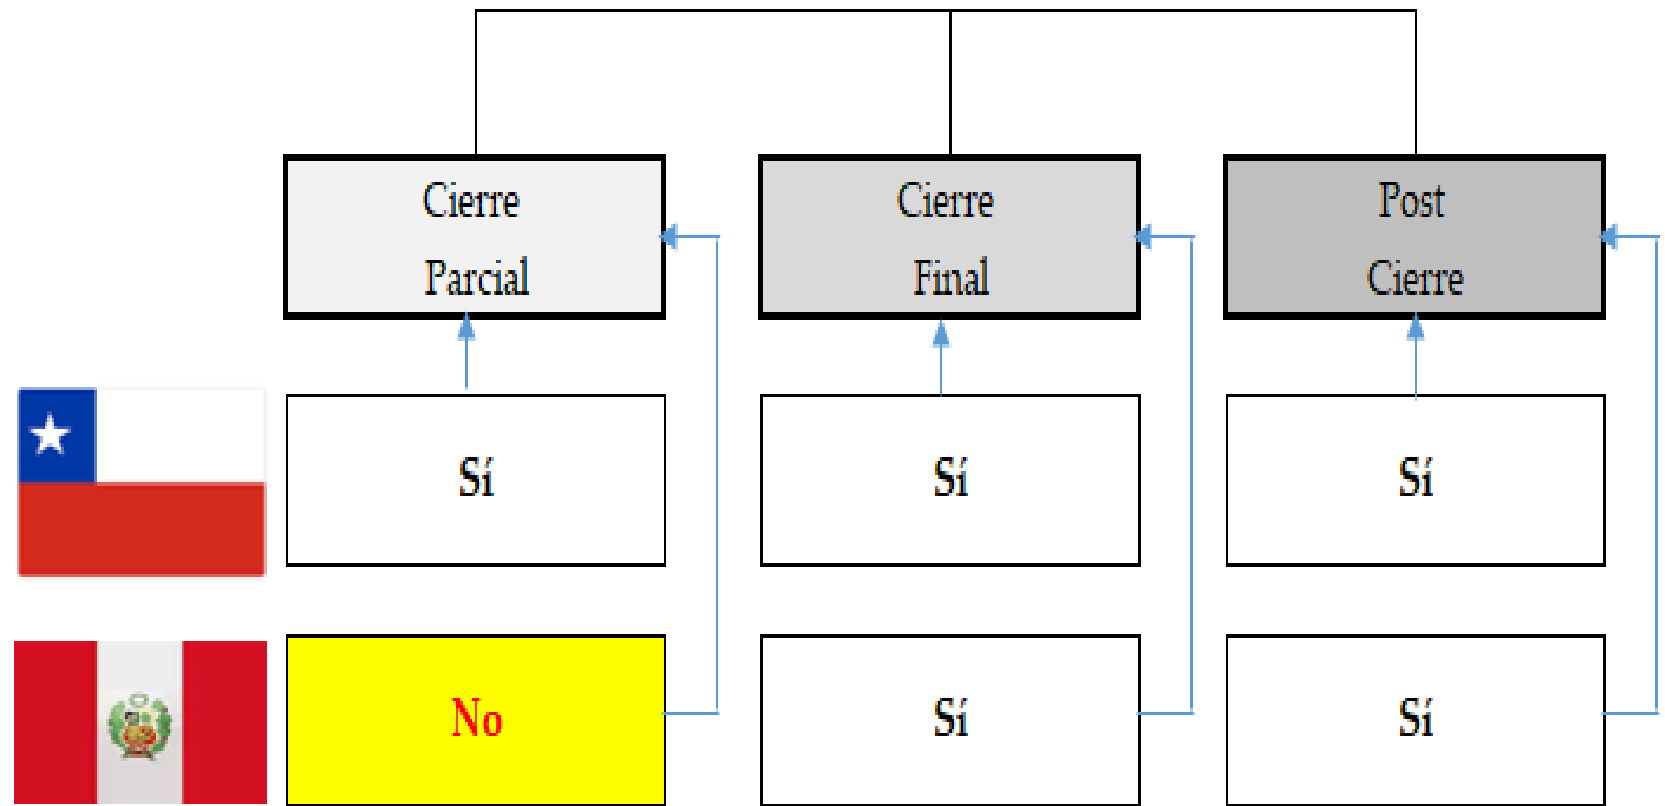 Cierre
Parcial
Cierre
Final
Post
Cierre
Sí
Sí
Sí
No
Sí
Sí